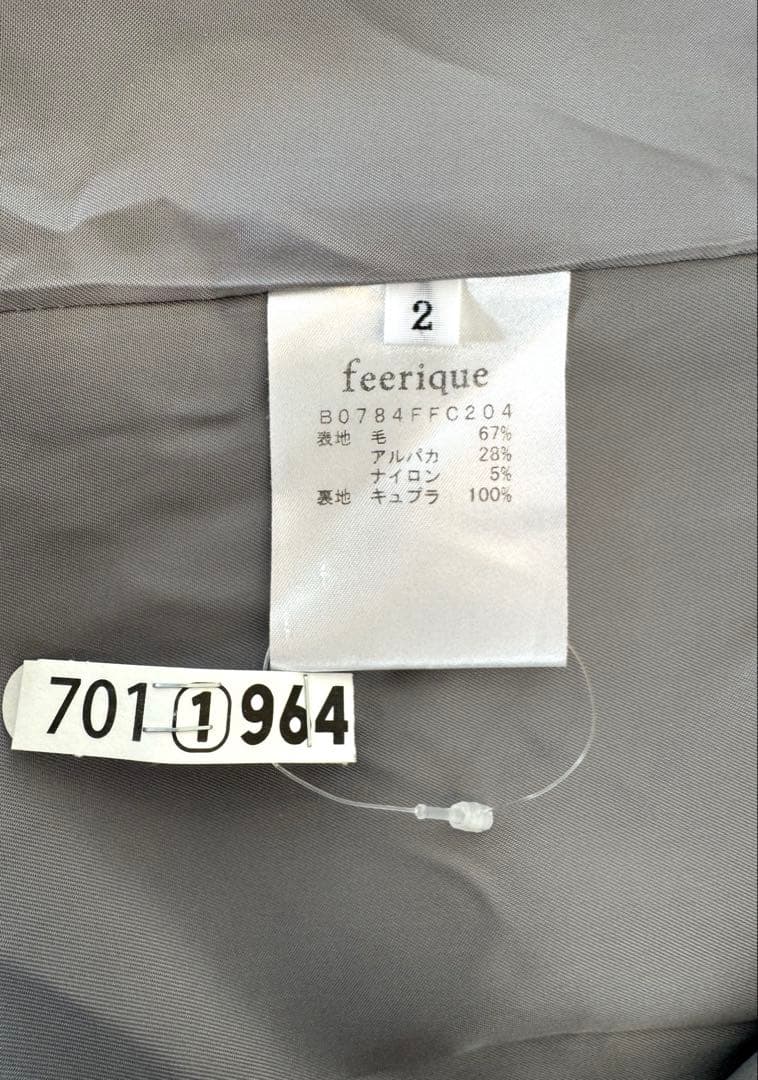 2
feerique
B0784FFC204
表地 毛 67%
アルパカ 28%
ナイロン 5%
裏地 キュプラ 100%
701 1 964